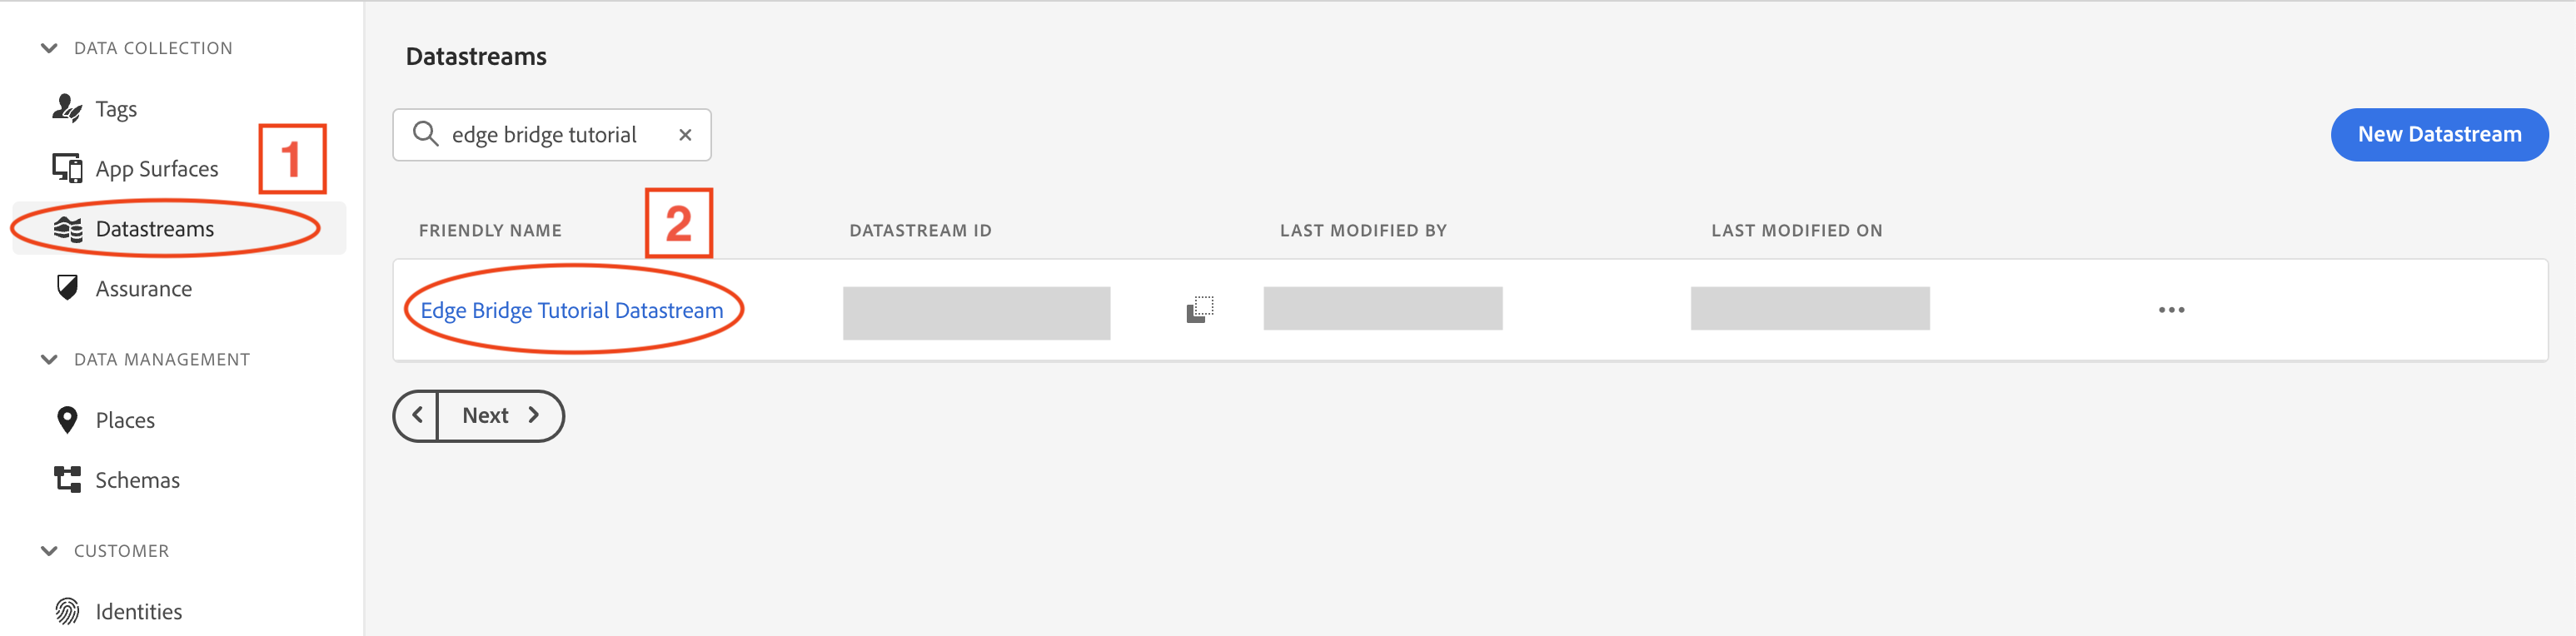 DATA COLLECTION
Tags
App Surfaces
1
Datastreams
Assurance
DATA MANAGEMENT
Places
Schemas
CUSTOMER
Identities
Datastreams
edge bridge tutorial
New Datastream
2
FRIENDLY NAME DATASTREAM ID LAST MODIFIED BY LAST MODIFIED ON
Edge Bridge Tutorial Datastream
Next